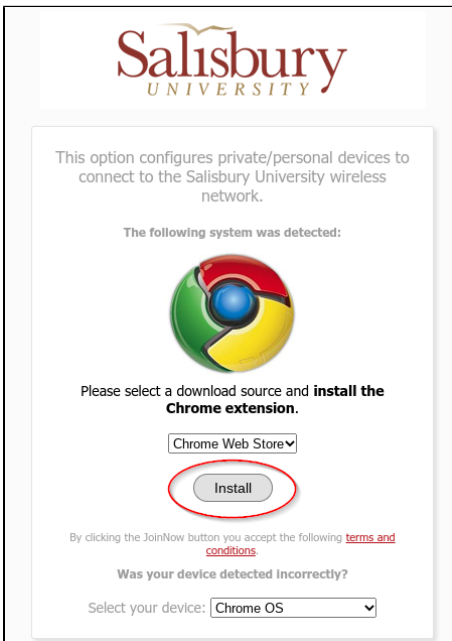 Salisbury
UNIVERSITY
This option configures private/personal devices to
connect to the Salisbury University wireless
network.
The following system was detected:
Please select a download source and install the
Chrome extension.
Chrome Web Store
Install
By clicking the JoinNow button you accept the following terms and
conditions.
Was your device detected incorrectly?
Select your device: Chrome OS